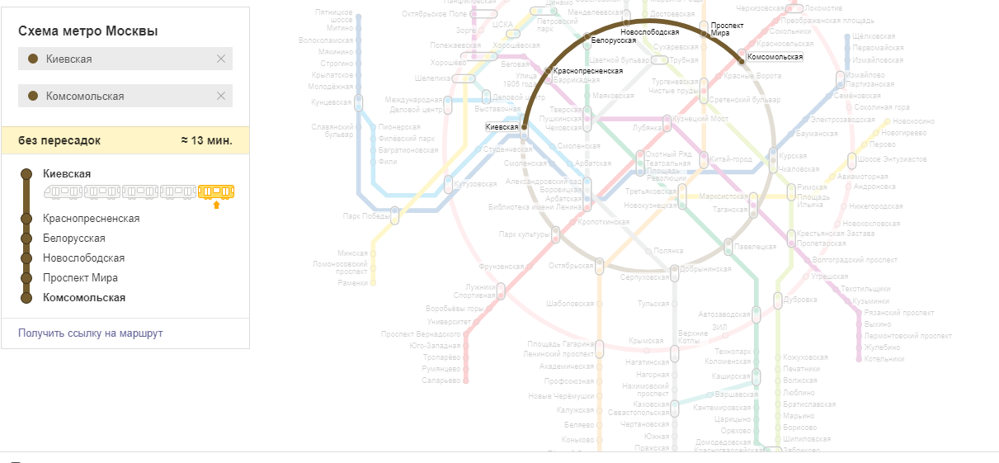 Схема метро Москвы
Киевская
Комсомольская
без пересадок ≈ 13 мин.
Киевская
Краснопресненская
Белорусская
Новослободская
Проспект Мира
Комсомольская
Получить ссылку на маршрут
Пятницкое
шоссе
Митино
Волоколамская
Мякинино
Строгино
Крылатское
Молодёжная
Кунцевская
Славянский
бульвар
Пионерская
Филёвский парк
Багратионовская
Фили
Парк Победы
Минская
Ломоносовский
проспект
Раменки
Октябрьское Поле
Панфиловская
Зорге
ЦСКА
Полежаевская
Хорошёвская
Хорошёво
Шелепиха
Международная
Деловой центр
Деловой центр
Выставочная
Студенческая
Кутузовская
Киевская
Динамо
Петровский
парк
Беговая
Улица
1905 года
Баррикадная
Краснопресненская
Белорусская
Менделеевская
Новослободская
Достоевская
Марьина Роща
Проспект
Мира
Сухаревская
Цветной бульвар
Трубная
Маяковская
Тверская
Пушкинская
Чеховская
Тургеневская
Чистые пруды
Сретенский бульвар
Кузнецкий Мост
Лубянка
Охотный Ряд
Театральная
Площадь
Революции
Китай-город
Смоленская
Смоленская
Арбатская
Александровский сад
Боровицкая
Арбатская
Библиотека имени Ленина
Кропоткинская
Парк культуры
Фрунзенская
Лужники
Спортивная
Воробьёвы горы
Университет
Проспект Вернадского
Юго-Западная
Тропарёво
Румянцево
Саларьево
Третьяковская
Новокузнецкая
Полянка
Октябрьская
Добрынинская
Серпуховская
Шаболовская
Площадь Гагарина
Ленинский проспект
Академическая
Профсоюзная
Новые Черёмушки
Калужская
Беляево
Коньково
Тульская
Крымская
Верхние
Котлы
Нагатинская
Нагорная
Нахимовский
проспект
Каховская
Севастопольская
Чертановская
Южная
Пражская
Варшавская
Павелецкая
Автозаводская
ЗИЛ
Технопарк
Коломенская
Каширская
Кантемировская
Царицыно
Орехово
Домодедовская
Красногвардейская
Зябликово
Шипиловская
Борисово
Марьино
Братиславская
Люблино
Волжская
Печатники
Кожуховская
Дубровка
Крестьянская Застава
Пролетарская
Волгоградский проспект
Угрешская
Текстильщики
Кузьминки
Рязанский проспект
Выхино
Лермонтовский проспект
Жулебино
Котельники
Марксистская
Таганская
Римская
Площадь
Ильича
Авиамоторная
Андроновка
Нижегородская
Новохохловская
Шоссе Энтузиастов
Перово
Новогиреево
Новокосино
Курская
Чкаловская
Бауманская
Электрозаводская
Соколиная гора
Семёновская
Партизанская
Измайлово
Измайловская
Первомайская
Щёлковская
Комсомольская
Красные Ворота
Красносельская
Сокольники
Преображенская площадь
Черкизовская
Локомотив